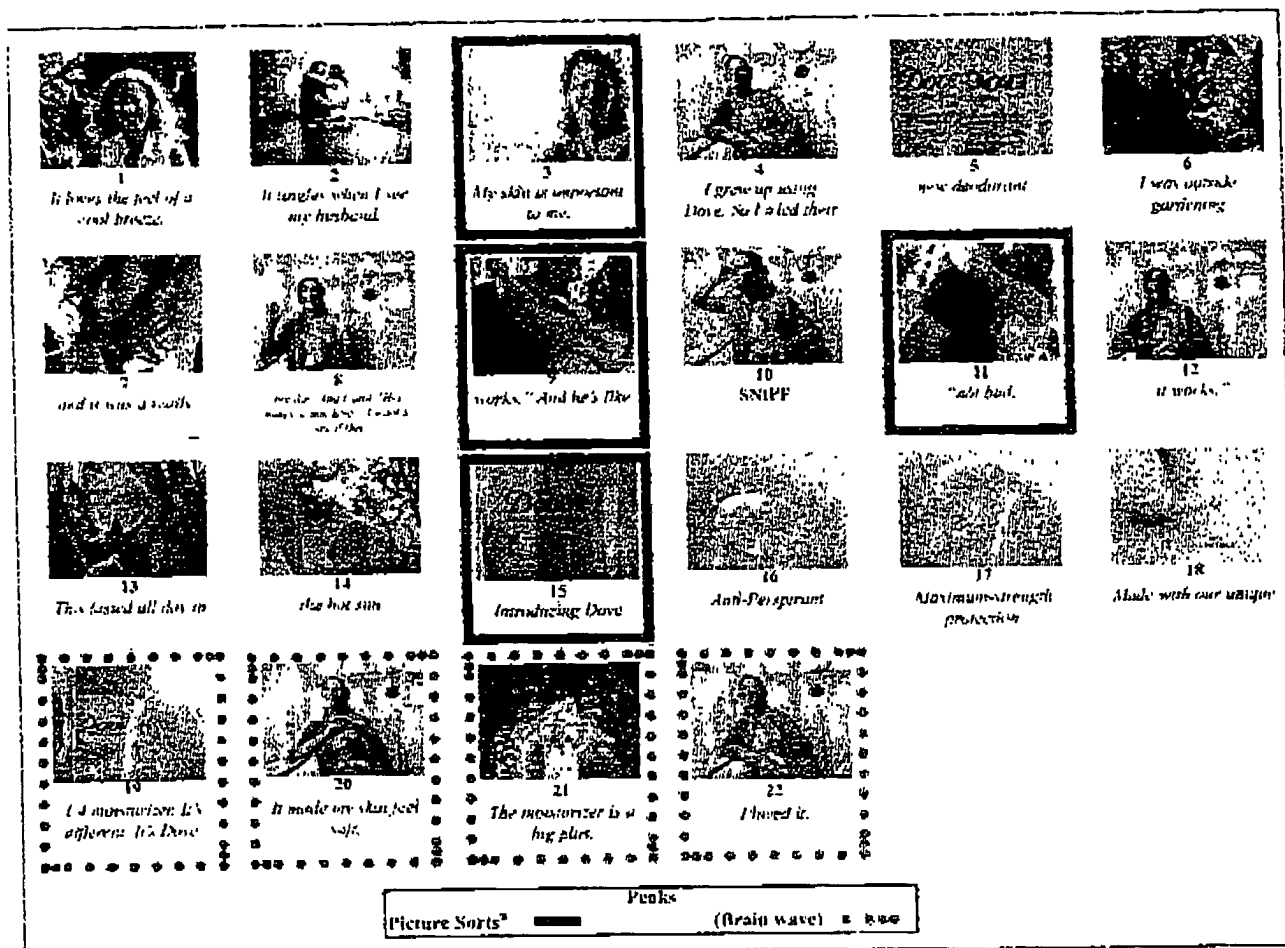 1
It loves the feel of a
cool breeze.
2
It tingles when I see
my husband.
3
My skin is important
to me.
4
I grew up using
Dove. So I tried their
5
new deodorant
6
I was outside
gardening
7
and it was a really
8
9
works." And he's like
10
SNIFF
11
"not bad,
12
it works."
13
This lasted all day in
14
the hot sun
15
Introducing Dove
16
Anti-Perspirant
17
Maximum-strength
protection
18
Made with our unique
19
1/4 moisturizer. It's
different. It's Dove
20
It made my skin feel
soft.
21
The moisturizer is a
big plus.
22
I loved it.
Peaks
Picture Sorts®
(Brain wave)